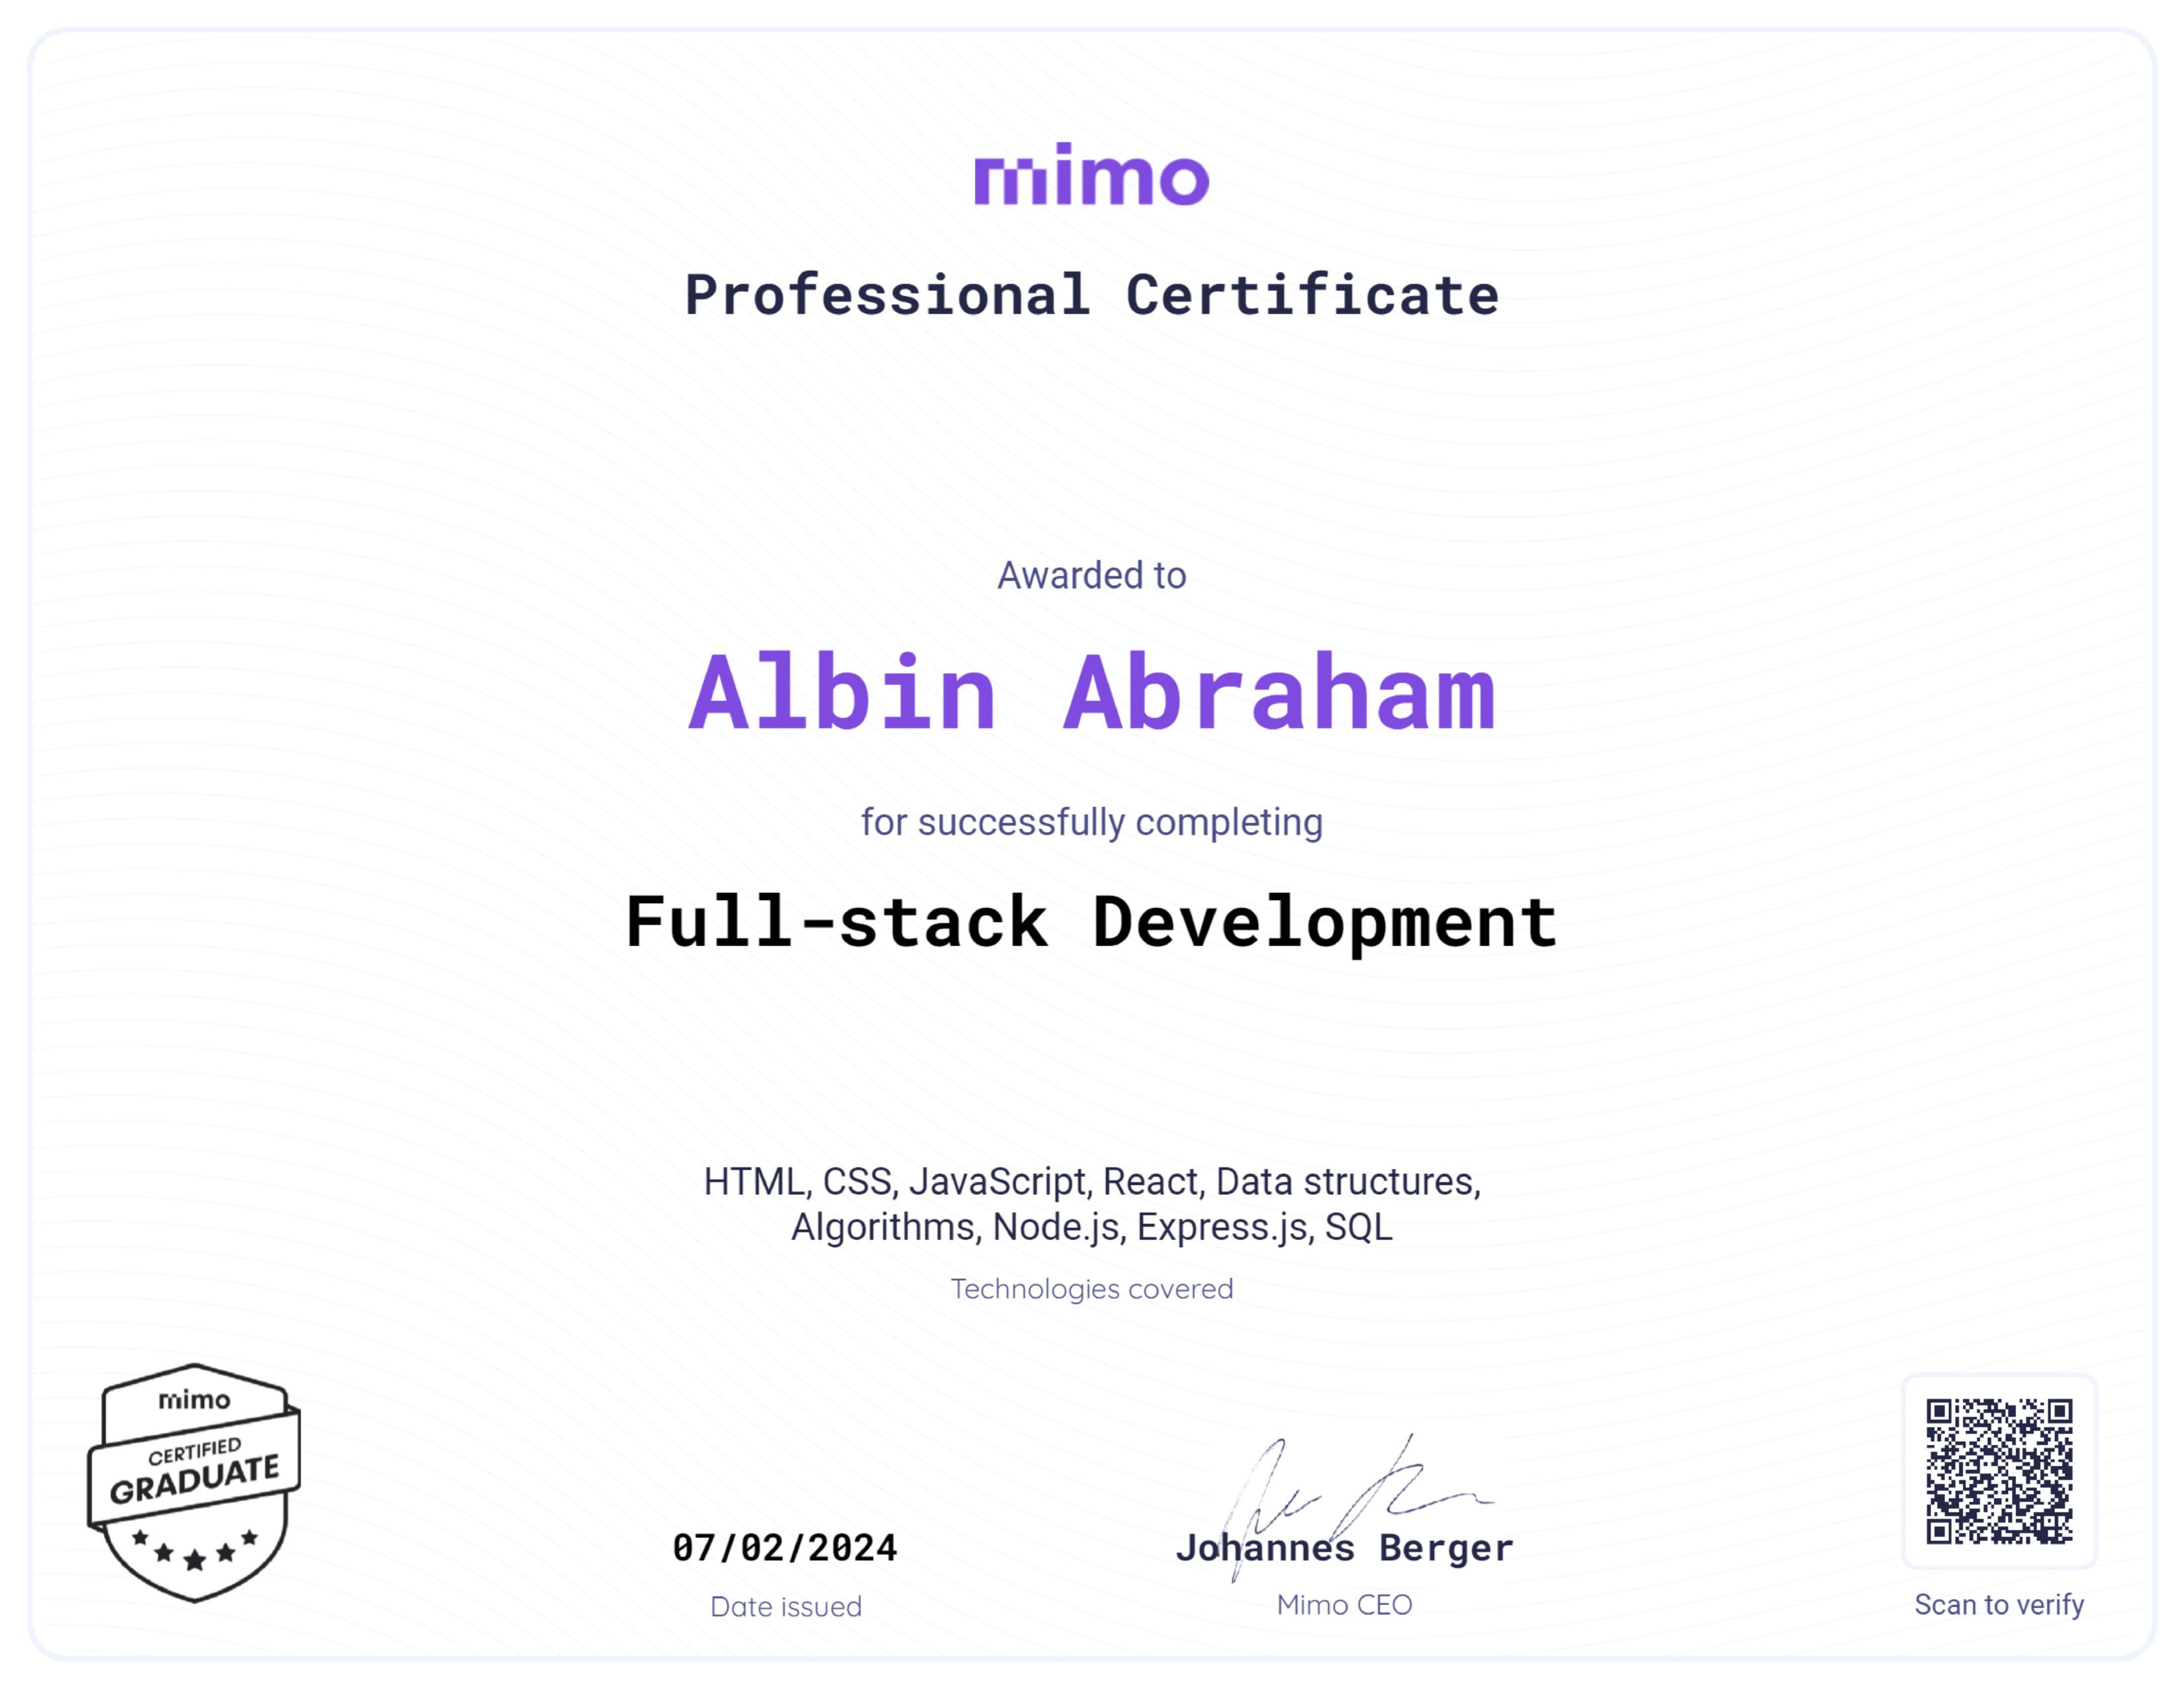 mimo
Professional Certificate
Awarded to
Albin Abraham
for successfully completing
Full-stack Development
HTML, CSS, JavaScript, React, Data structures,
Algorithms, Node.js, Express.js, SQL
Technologies covered
mimo
CERTIFIED
GRADUATE
07/02/2024
Date issued
Johannes Berger
Mimo CEO
Scan to verify